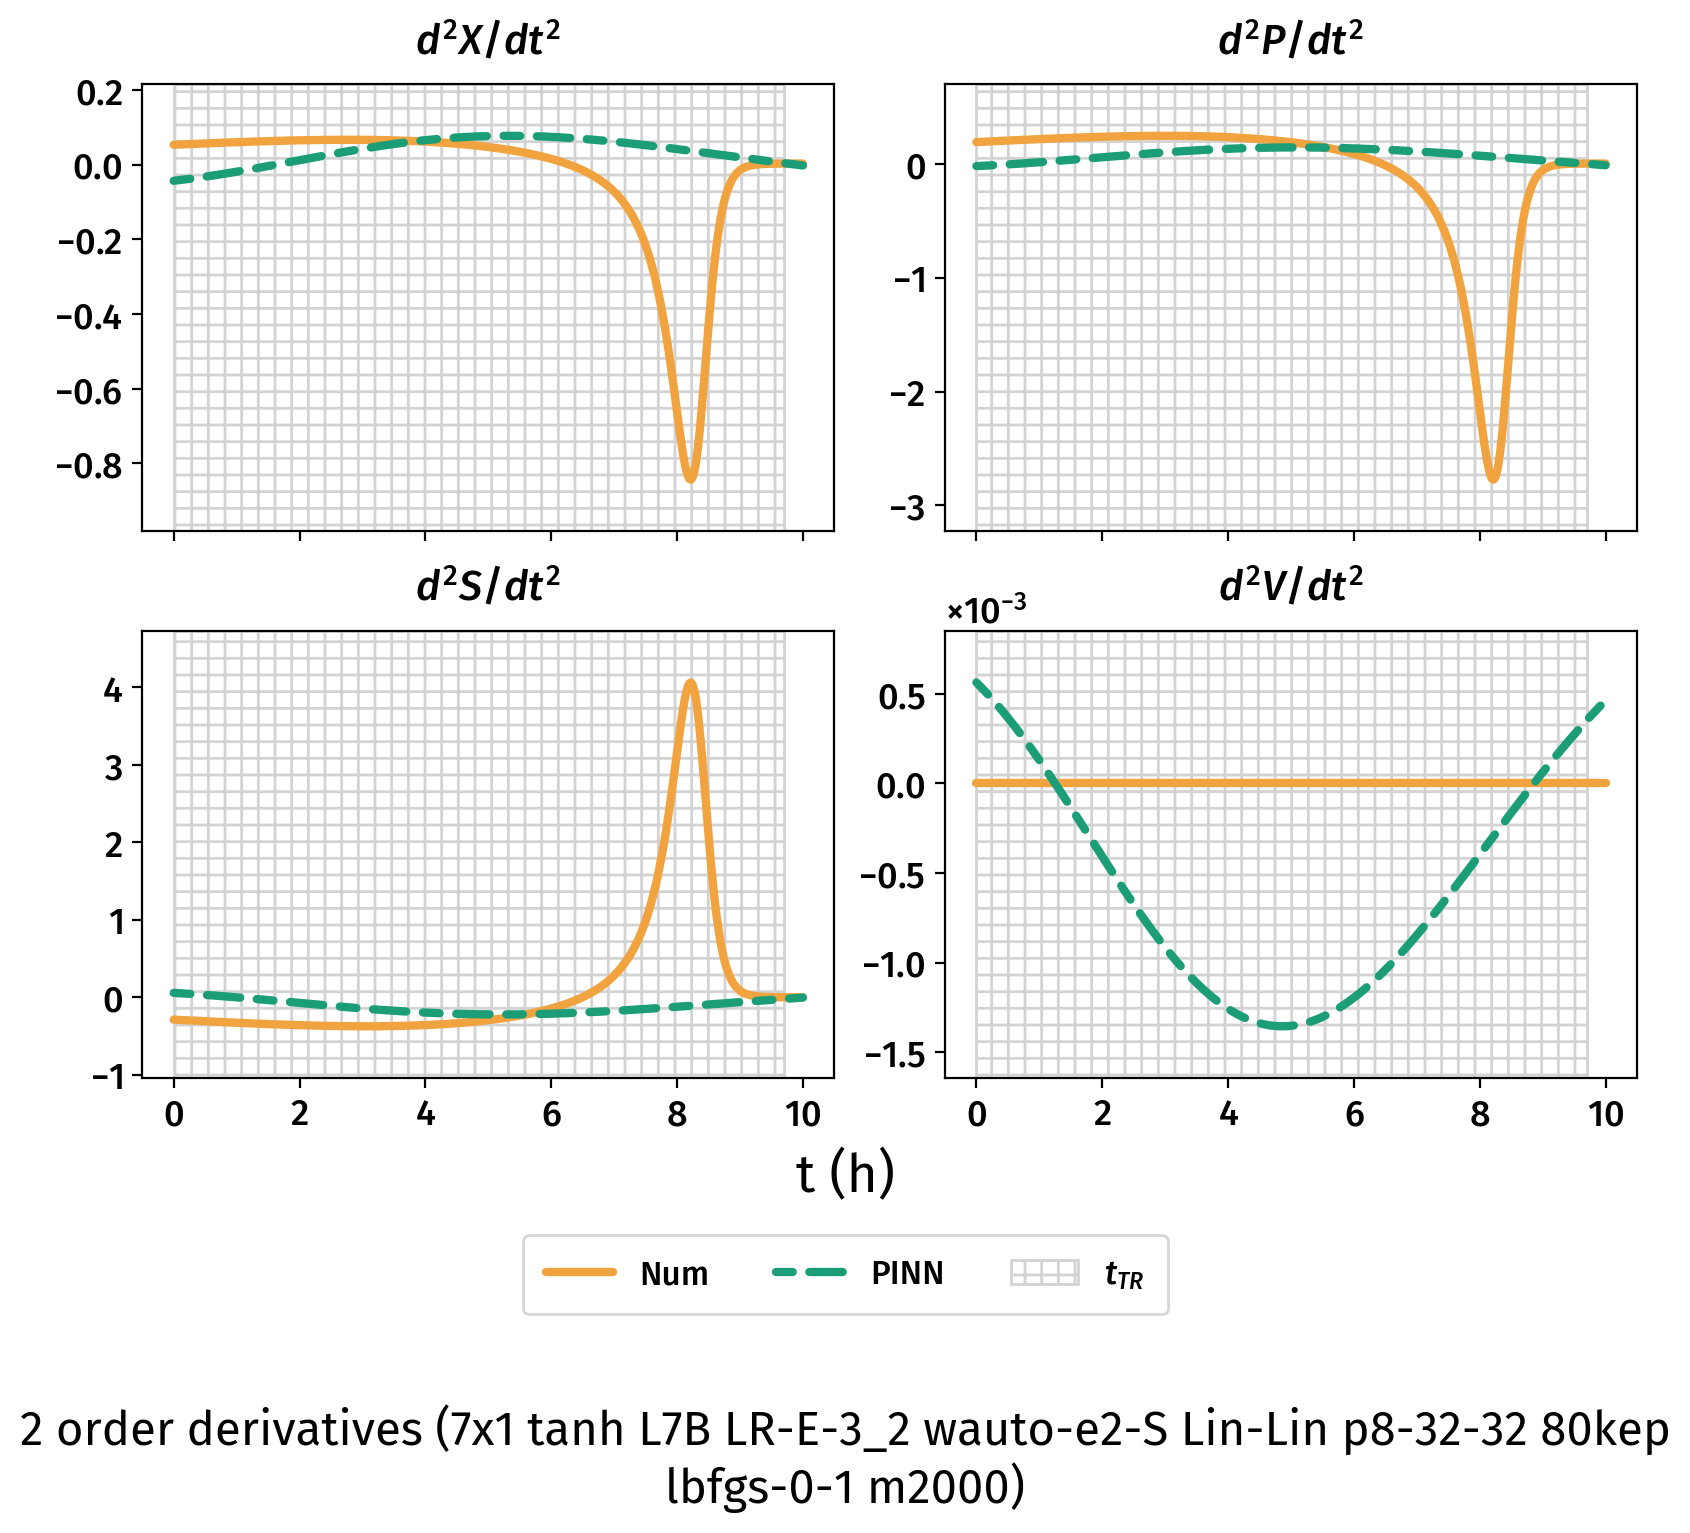 d²X/dt²
d²P/dt²
0.2
0.0
−0.2
−0.4
−0.6
−0.8
0
−1
−2
−3
d²S/dt²
d²V/dt²
×10⁻³
4
3
2
1
0
−1
0.5
0.0
−0.5
−1.0
−1.5
0 2 4 6 8 10
0 2 4 6 8 10
t (h)
Num PINN t_TR
2 order derivatives (7x1 tanh L7B LR-E-3_2 wauto-e2-S Lin-Lin p8-32-32 80kep
lbfgs-0-1 m2000)